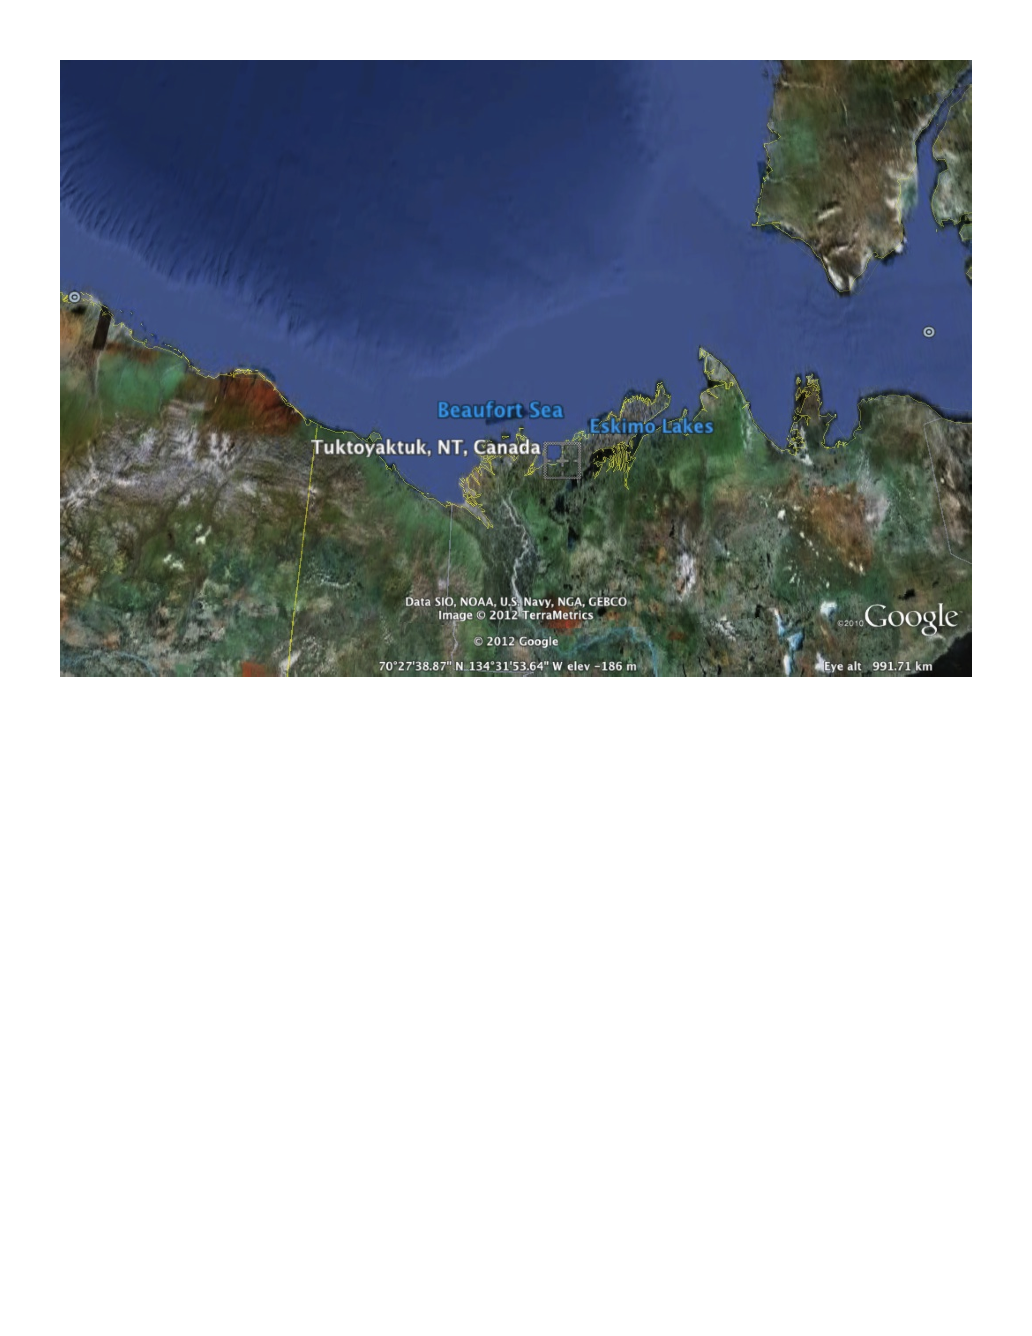 Beaufort Sea
Eskimo Lakes
Tuktoyaktuk, NT, Canada
Data SIO, NOAA, U.S. Navy, NGA, GEBCO
Image © 2012 TerraMetrics
© 2012 Google
©2010 Google
70°27'38.87" N 134°31'53.64" W elev -186 m
Eye alt 991.71 km